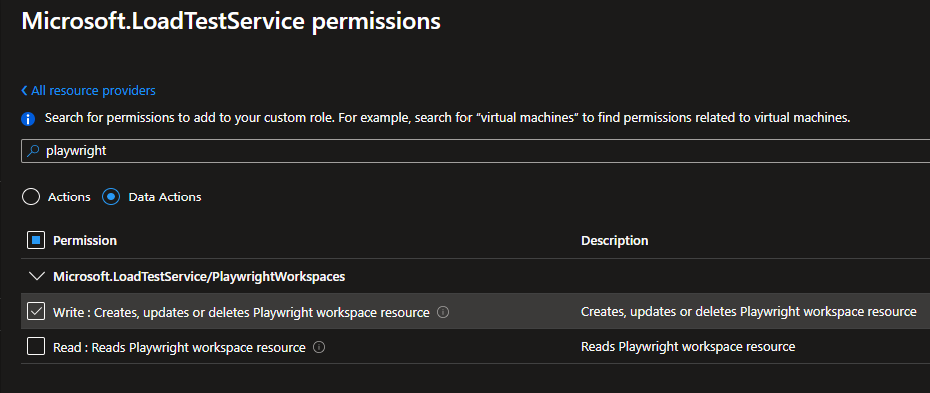 Microsoft.LoadTestService permissions
All resource providers
Search for permissions to add to your custom role. For example, search for "virtual machines" to find permissions related to virtual machines.
playwright
Actions Data Actions
Permission Description
Microsoft.LoadTestService/PlaywrightWorkspaces
Write : Creates, updates or deletes Playwright workspace resource Creates, updates or deletes Playwright workspace resource
Read : Reads Playwright workspace resource Reads Playwright workspace resource